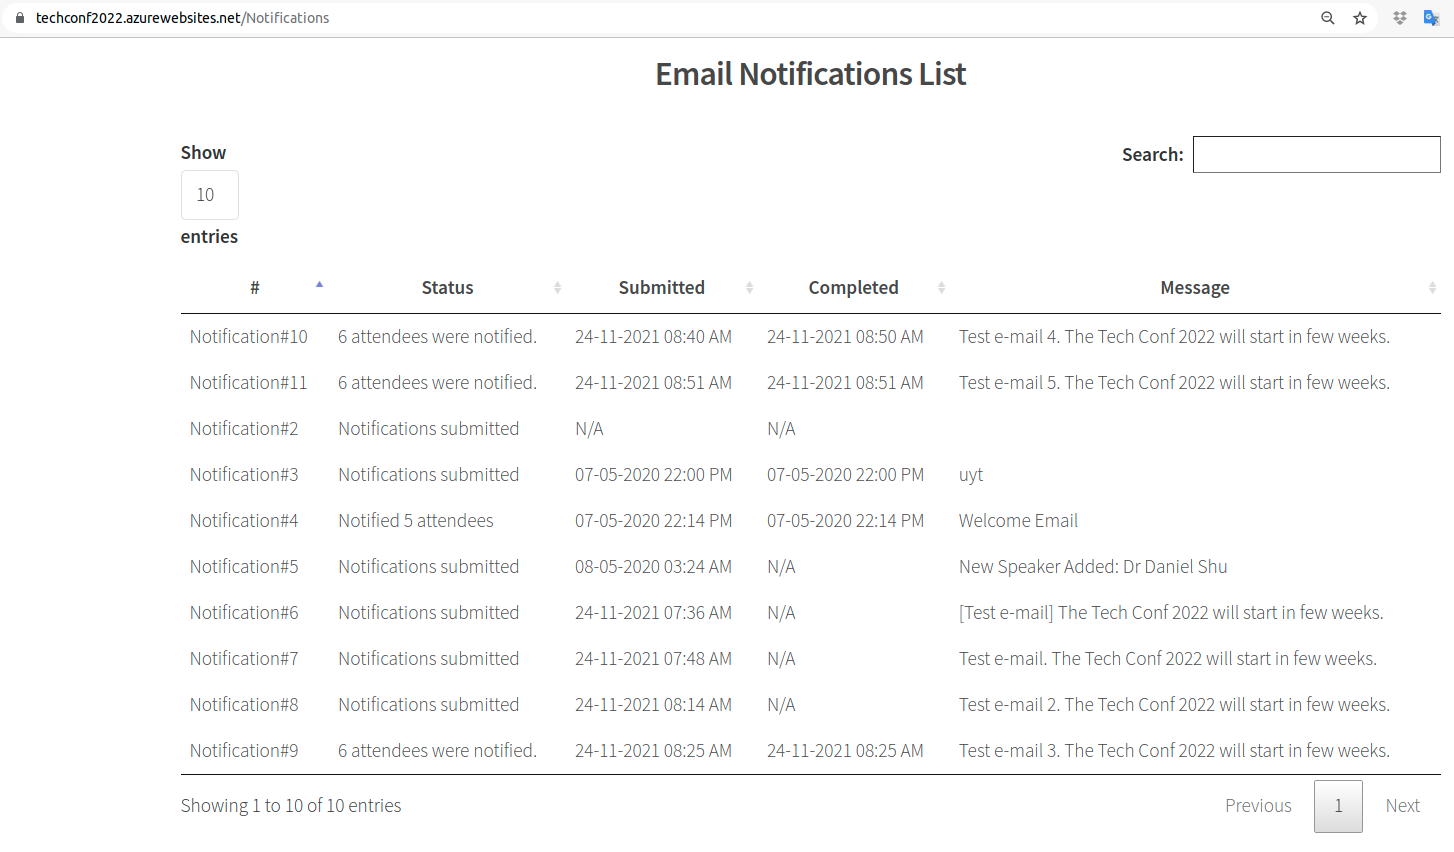 techconf2022.azurewebsites.net/Notifications
Email Notifications List
Show
10
entries
Search:
# Status Submitted Completed Message
Notification#10 6 attendees were notified. 24-11-2021 08:40 AM 24-11-2021 08:50 AM Test e-mail 4. The Tech Conf 2022 will start in few weeks.
Notification#11 6 attendees were notified. 24-11-2021 08:51 AM 24-11-2021 08:51 AM Test e-mail 5. The Tech Conf 2022 will start in few weeks.
Notification#2 Notifications submitted N/A N/A
Notification#3 Notifications submitted 07-05-2020 22:00 PM 07-05-2020 22:00 PM uyt
Notification#4 Notified 5 attendees 07-05-2020 22:14 PM 07-05-2020 22:14 PM Welcome Email
Notification#5 Notifications submitted 08-05-2020 03:24 AM N/A New Speaker Added: Dr Daniel Shu
Notification#6 Notifications submitted 24-11-2021 07:36 AM N/A [Test e-mail] The Tech Conf 2022 will start in few weeks.
Notification#7 Notifications submitted 24-11-2021 07:48 AM N/A Test e-mail. The Tech Conf 2022 will start in few weeks.
Notification#8 Notifications submitted 24-11-2021 08:14 AM N/A Test e-mail 2. The Tech Conf 2022 will start in few weeks.
Notification#9 6 attendees were notified. 24-11-2021 08:25 AM 24-11-2021 08:25 AM Test e-mail 3. The Tech Conf 2022 will start in few weeks.
Showing 1 to 10 of 10 entries
Previous 1 Next